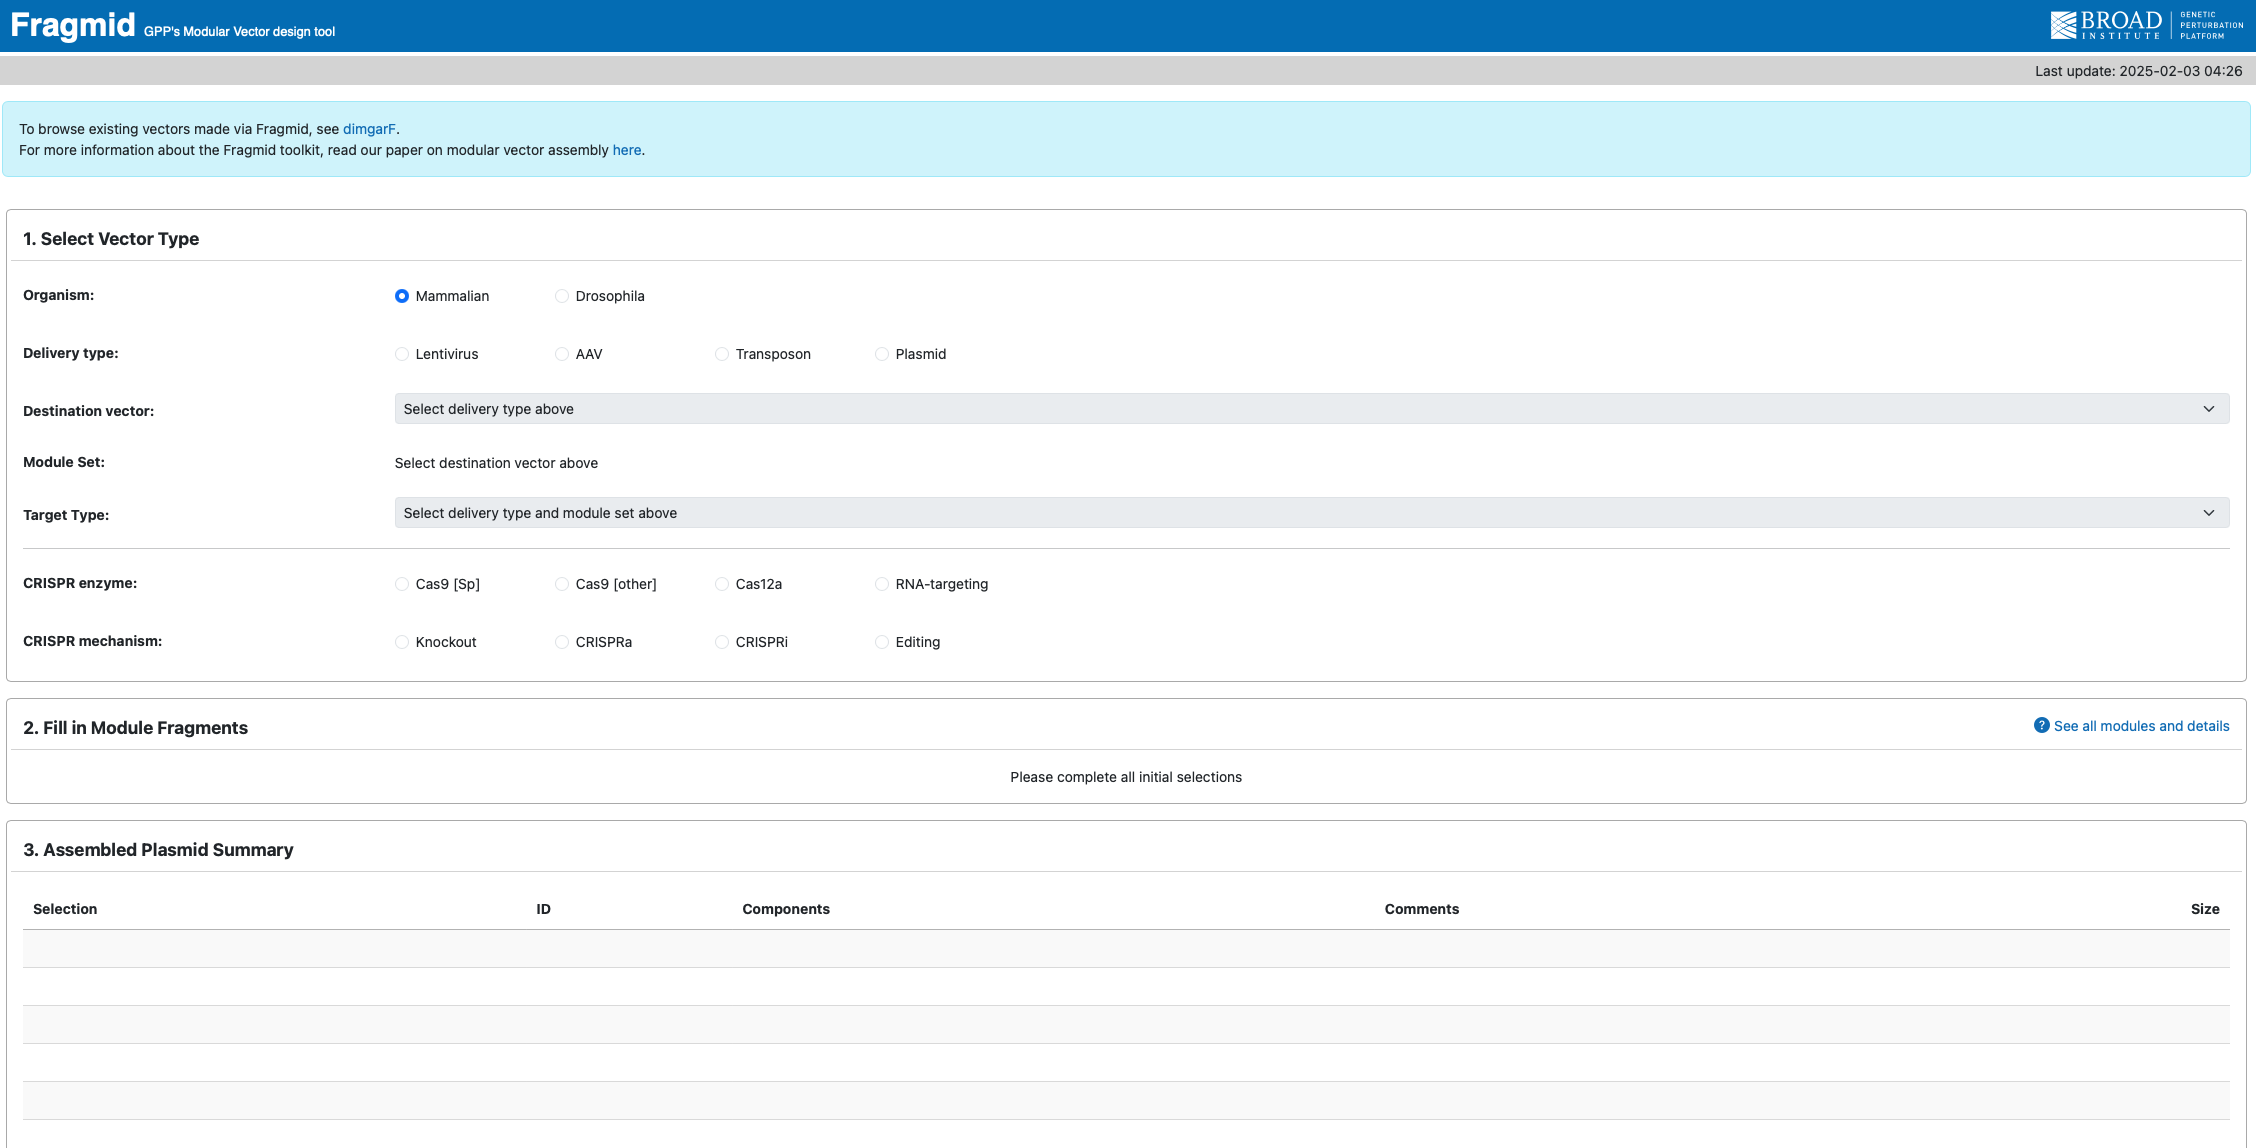 Fragmid GPP's Modular Vector design tool
BROAD INSTITUTE
GENETIC
PERTURBATION
PLATFORM
Last update: 2025-02-03 04:26
To browse existing vectors made via Fragmid, see dimgarF.
For more information about the Fragmid toolkit, read our paper on modular vector assembly here.
1. Select Vector Type
Organism: Mammalian Drosophila
Delivery type: Lentivirus AAV Transposon Plasmid
Destination vector: Select delivery type above
Module Set: Select destination vector above
Target Type: Select delivery type and module set above
CRISPR enzyme: Cas9 [Sp] Cas9 [other] Cas12a RNA-targeting
CRISPR mechanism: Knockout CRISPRa CRISPRi Editing
2. Fill in Module Fragments ? See all modules and details
Please complete all initial selections
3. Assembled Plasmid Summary
Selection ID Components Comments Size